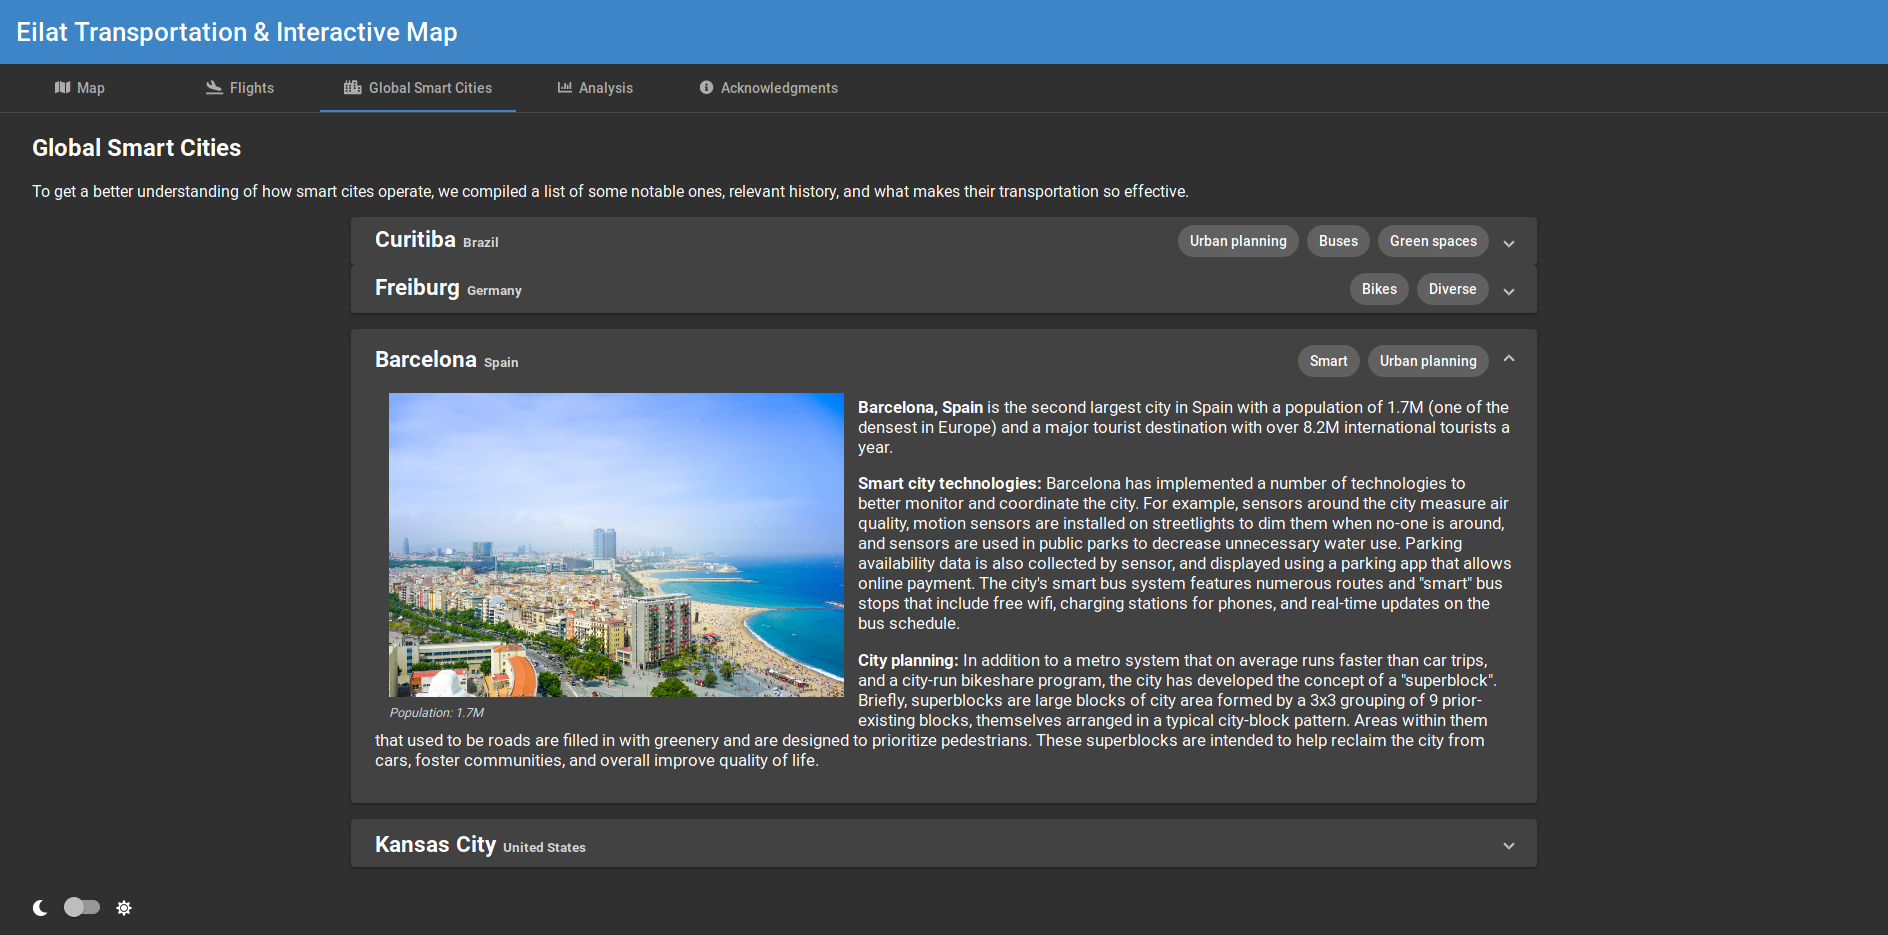 Eilat Transportation & Interactive Map
Map
Flights
Global Smart Cities
Analysis
Acknowledgments
Global Smart Cities
To get a better understanding of how smart cites operate, we compiled a list of some notable ones, relevant history, and what makes their transportation so effective.
Curitiba Brazil
Urban planning
Buses
Green spaces
Freiburg Germany
Bikes
Diverse
Barcelona Spain
Smart
Urban planning
Barcelona, Spain is the second largest city in Spain with a population of 1.7M (one of the
densest in Europe) and a major tourist destination with over 8.2M international tourists a
year.
Smart city technologies: Barcelona has implemented a number of technologies to
better monitor and coordinate the city. For example, sensors around the city measure air
quality, motion sensors are installed on streetlights to dim them when no-one is around,
and sensors are used in public parks to decrease unnecessary water use. Parking
availability data is also collected by sensor, and displayed using a parking app that allows
online payment. The city's smart bus system features numerous routes and "smart" bus
stops that include free wifi, charging stations for phones, and real-time updates on the
bus schedule.
City planning: In addition to a metro system that on average runs faster than car trips,
and a city-run bikeshare program, the city has developed the concept of a "superblock".
Briefly, superblocks are large blocks of city area formed by a 3x3 grouping of 9 prior-
existing blocks, themselves arranged in a typical city-block pattern. Areas within them
that used to be roads are filled in with greenery and are designed to prioritize pedestrians. These superblocks are intended to help reclaim the city from
cars, foster communities, and overall improve quality of life.
Population: 1.7M
Kansas City United States